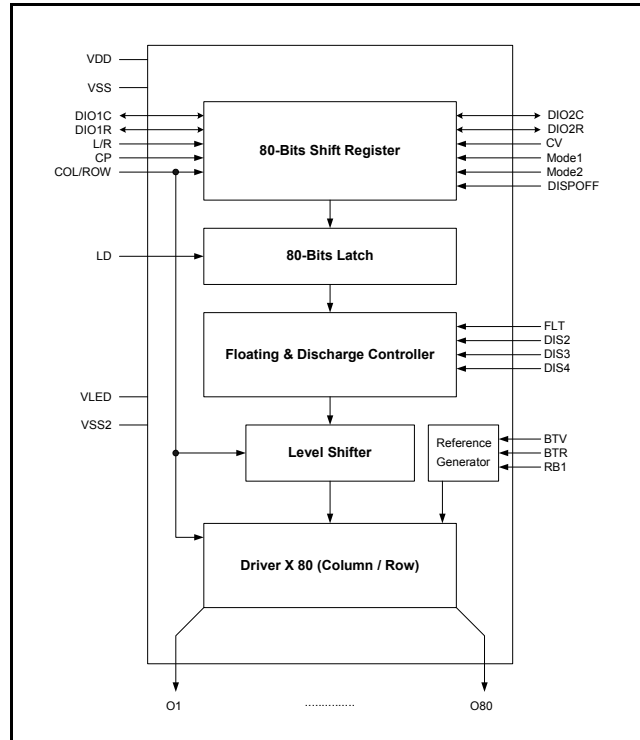 VDD
VSS
DIO1C
DIO1R
L/R
CP
COL/ROW
80-Bits Shift Register
DIO2C
DIO2R
CV
Mode1
Mode2
DISPOFF
LD
80-Bits Latch
Floating & Discharge Controller
FLT
DIS2
DIS3
DIS4
VLED
VSS2
Level Shifter
Reference
Generator
BTV
BTR
RB1
Driver X 80 (Column / Row)
O1
..............
O80